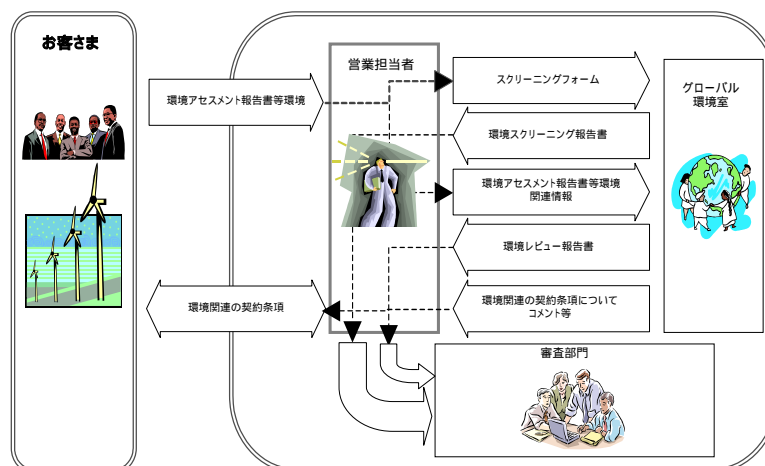 お客さま
営業担当者
グローバル
環境室
環境アセスメント報告書等環境
スクリーニングフォーム
環境スクリーニング報告書
環境アセスメント報告書等環境
関連情報
環境レビュー報告書
環境関連の契約条項
環境関連の契約条項について
コメント等
審査部門